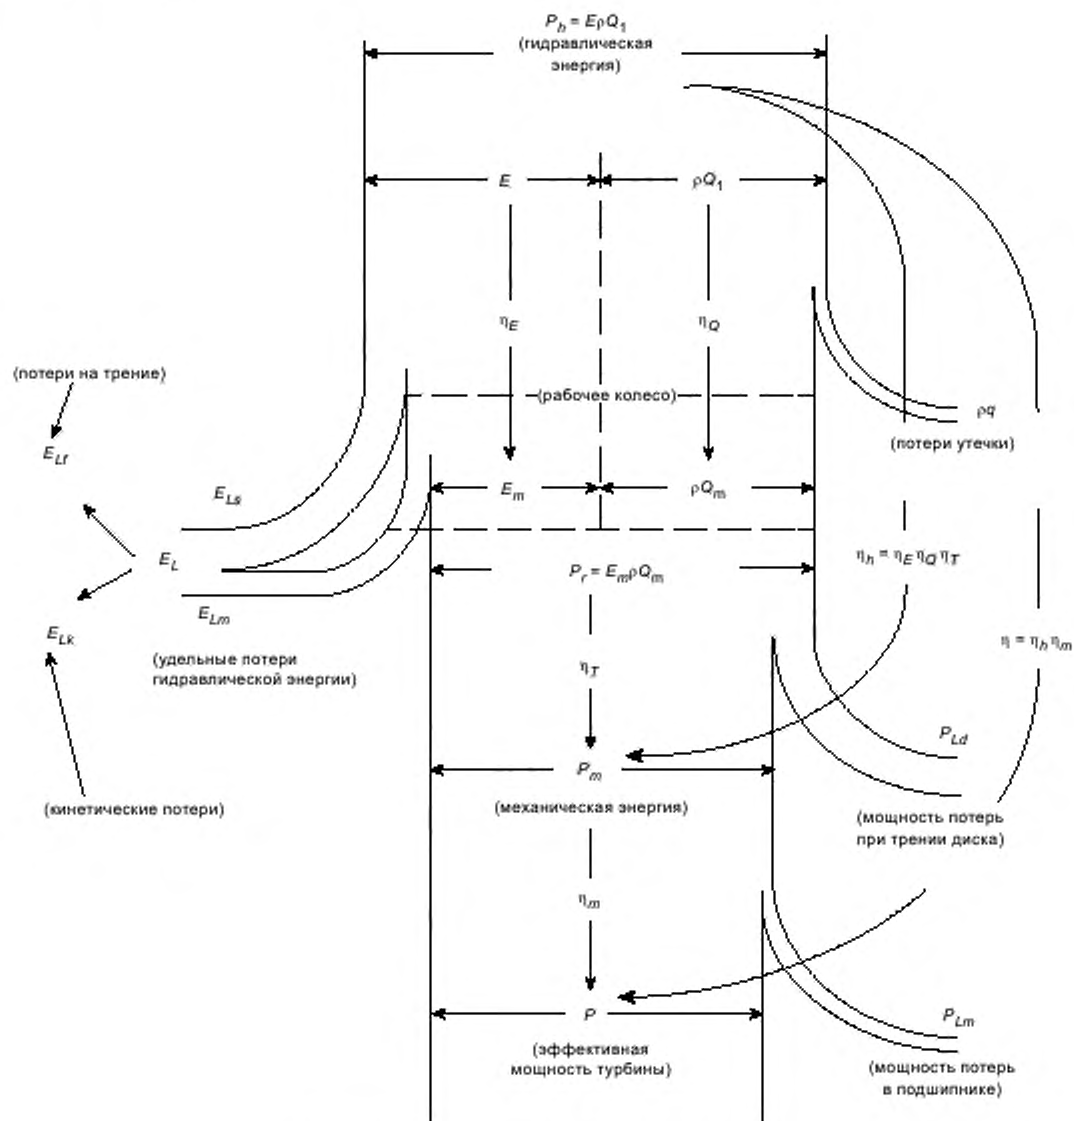 P_h = EρQ_1
(гидравлическая
энергия)
E
ρQ_1
η_E
η_Q
(потери на трение)
(рабочее колесо)
ρq
(потери утечки)
E_Lf
E_Ls
E_m
ρQ_m
E_L
P_r = E_mρQ_m
η_h = η_E η_Q η_T
E_Lm
E_Lk
η = η_h η_m
(удельные потери
гидравлической энергии)
η_T
P_Ld
P_m
(кинетические потери)
(механическая энергия)
(мощность потерь
при трении диска)
η_m
P
P_Lm
(эффективная
мощность турбины)
(мощность потерь
в подшипнике)